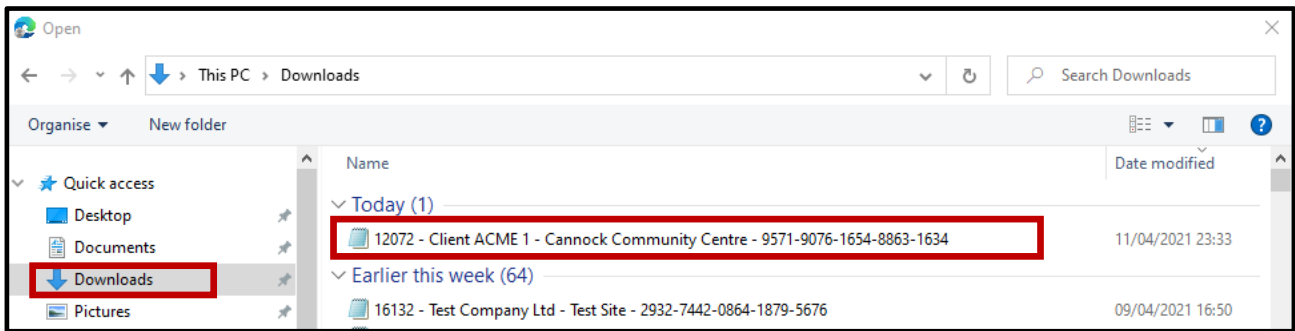 Open
This PC > Downloads
Search Downloads
Organise
New folder
Name
Date modified
Quick access
Desktop
Documents
Downloads
Pictures
Today (1)
12072 - Client ACME 1 - Cannock Community Centre - 9571-9076-1654-8863-1634 11/04/2021 23:33
Earlier this week (64)
16132 - Test Company Ltd - Test Site - 2932-7442-0864-1879-5676 09/04/2021 16:50